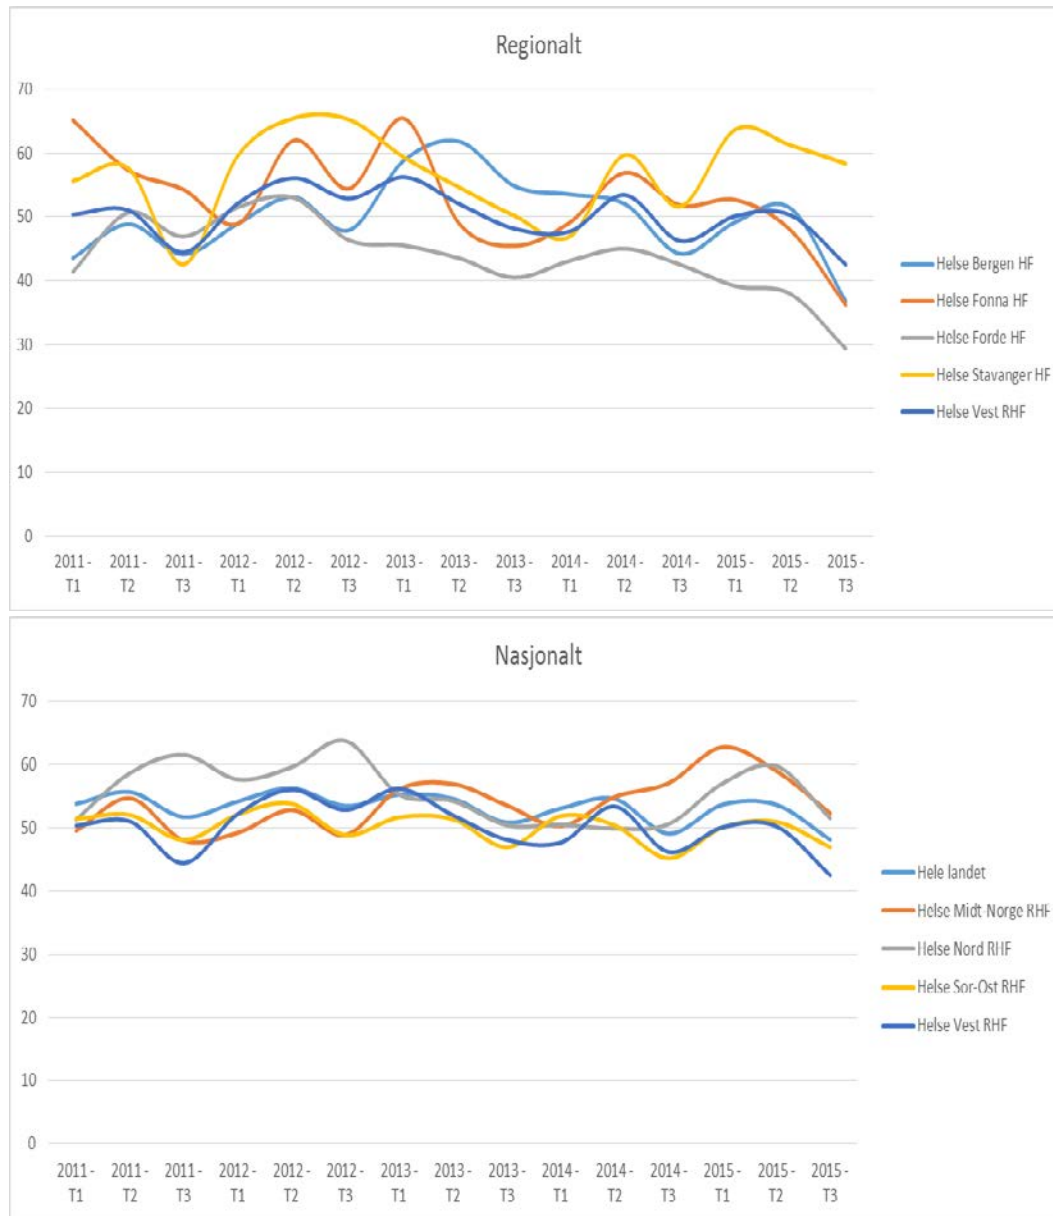 Regionalt
70
60
50
40
30
20
10
0
2011- 2011- 2011- 2012- 2012- 2012- 2013- 2013- 2013- 2014- 2014- 2014- 2015- 2015- 2015-
T1 T2 T3 T1 T2 T3 T1 T2 T3 T1 T2 T3 T1 T2 T3
Helse Bergen HF
Helse Fonna HF
Helse Forde HF
Helse Stavanger HF
Helse Vest RHF
Nasjonalt
70
60
50
40
30
20
10
0
2011- 2011- 2011- 2012- 2012- 2012- 2013- 2013- 2013- 2014- 2014- 2014- 2015- 2015- 2015-
T1 T2 T3 T1 T2 T3 T1 T2 T3 T1 T2 T3 T1 T2 T3
Hele landet
Helse Midt-Norge RHF
Helse Nord RHF
Helse Sor-Ost RHF
Helse Vest RHF